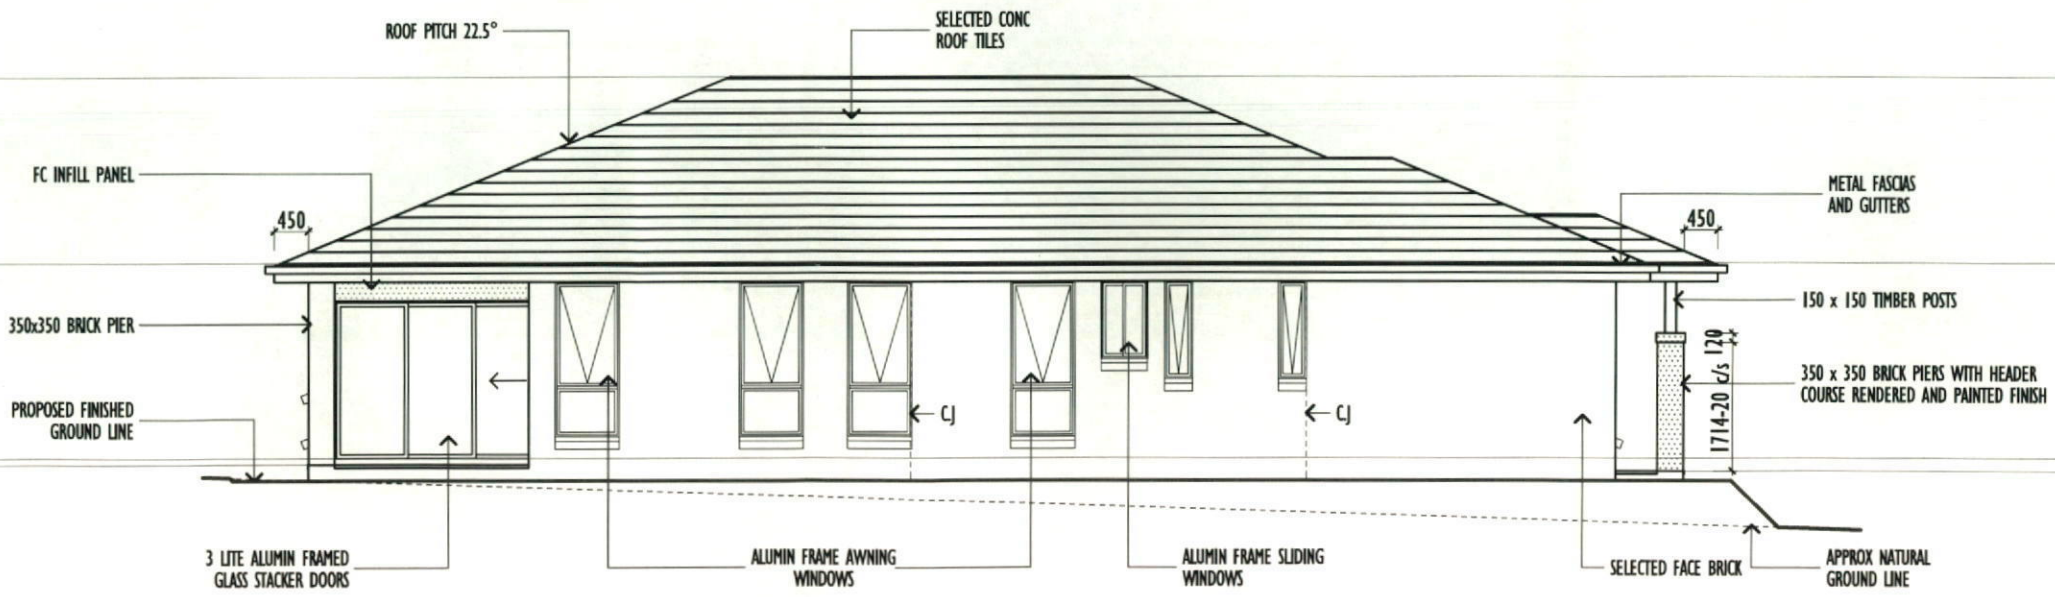 ROOF PITCH 22.5°
SELECTED CONC
ROOF TILES
FC INFILL PANEL
METAL FASCIAS
AND GUTTERS
450
450
350x350 BRICK PIER
150 x 150 TIMBER POSTS
120
1714-20 c/s
350 x 350 BRICK PIERS WITH HEADER
COURSE RENDERED AND PAINTED FINISH
PROPOSED FINISHED
GROUND LINE
CJ
CJ
3 LITE ALUMIN FRAMED
GLASS STACKER DOORS
ALUMIN FRAME AWNING
WINDOWS
ALUMIN FRAME SLIDING
WINDOWS
SELECTED FACE BRICK
APPROX NATURAL
GROUND LINE